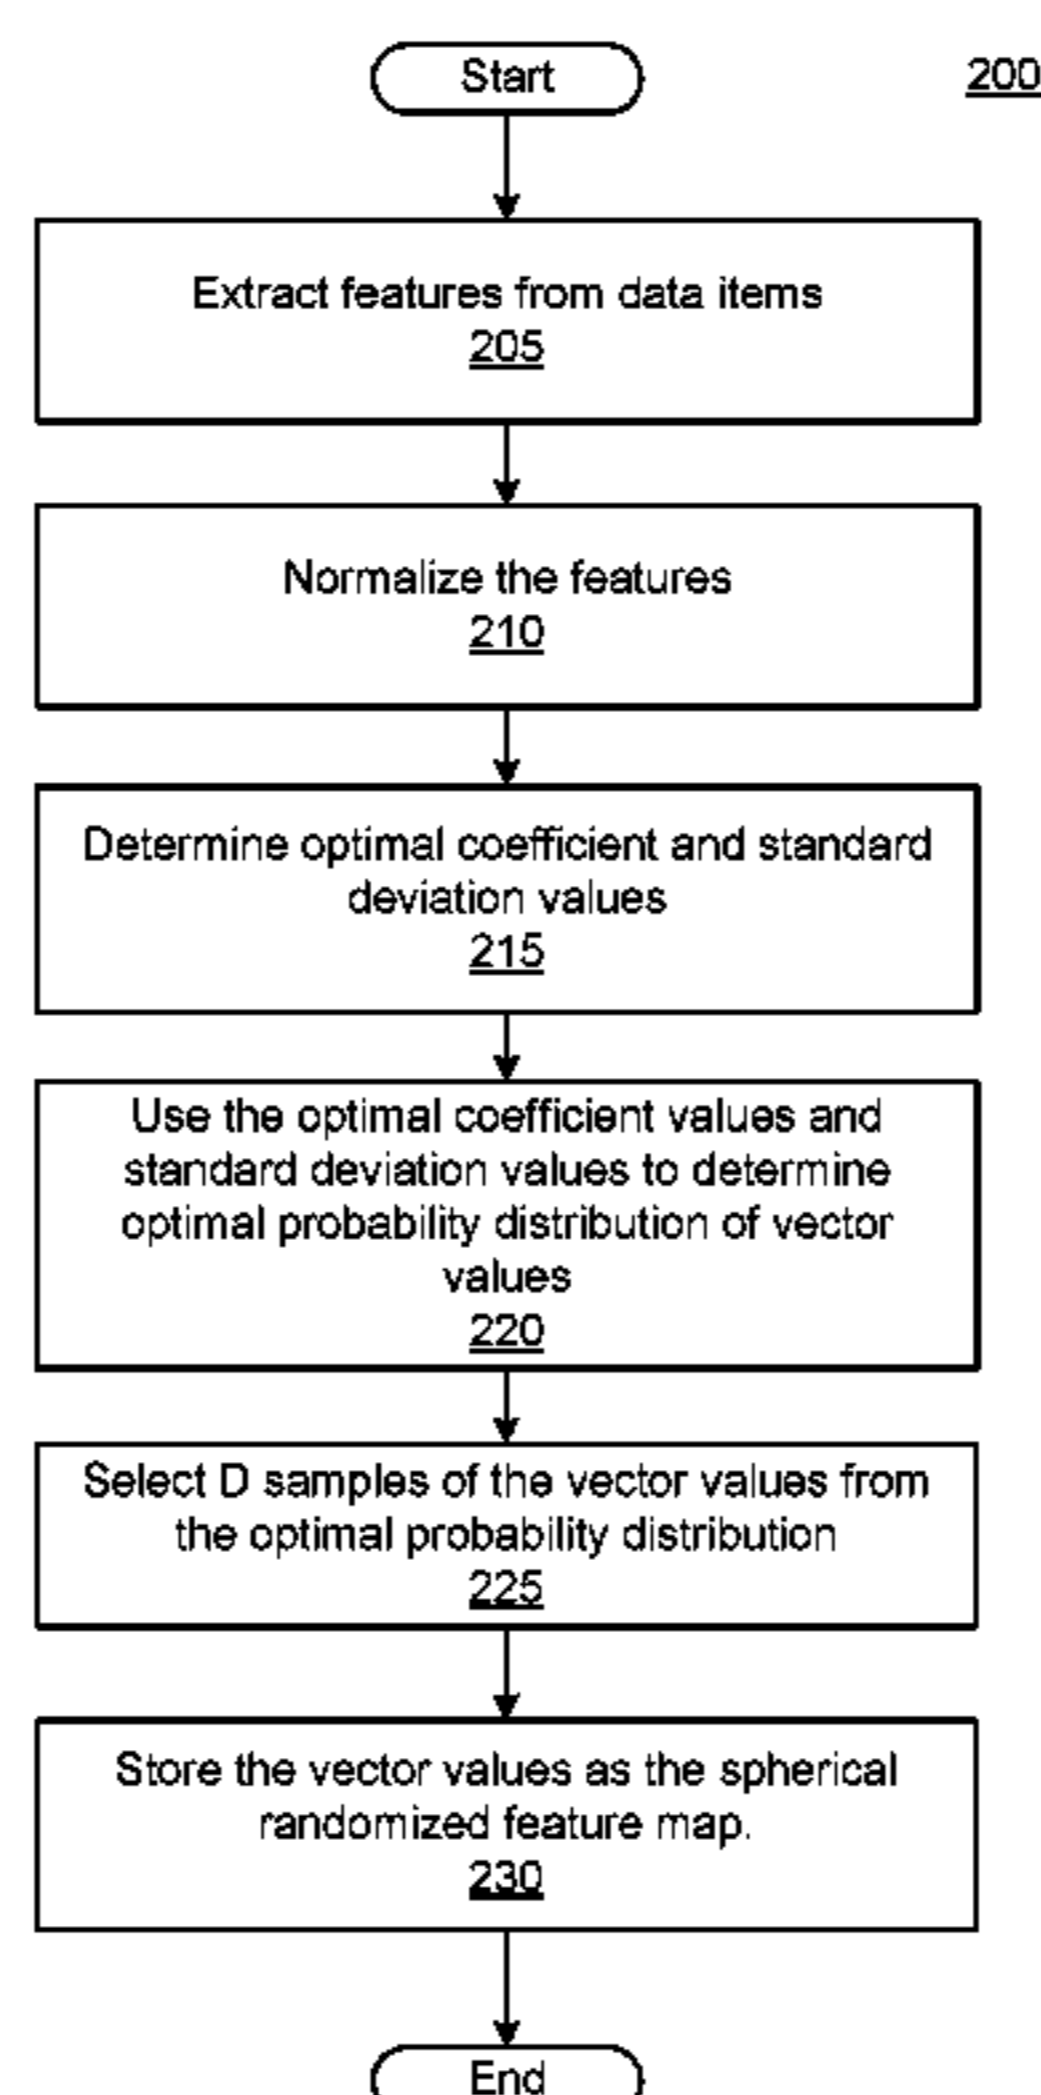 Start
200
Extract features from data items
205
Normalize the features
210
Determine optimal coefficient and standard
deviation values
215
Use the optimal coefficient values and
standard deviation values to determine
optimal probability distribution of vector
values
220
Select D samples of the vector values from
the optimal probability distribution
225
Store the vector values as the spherical
randomized feature map.
230
End